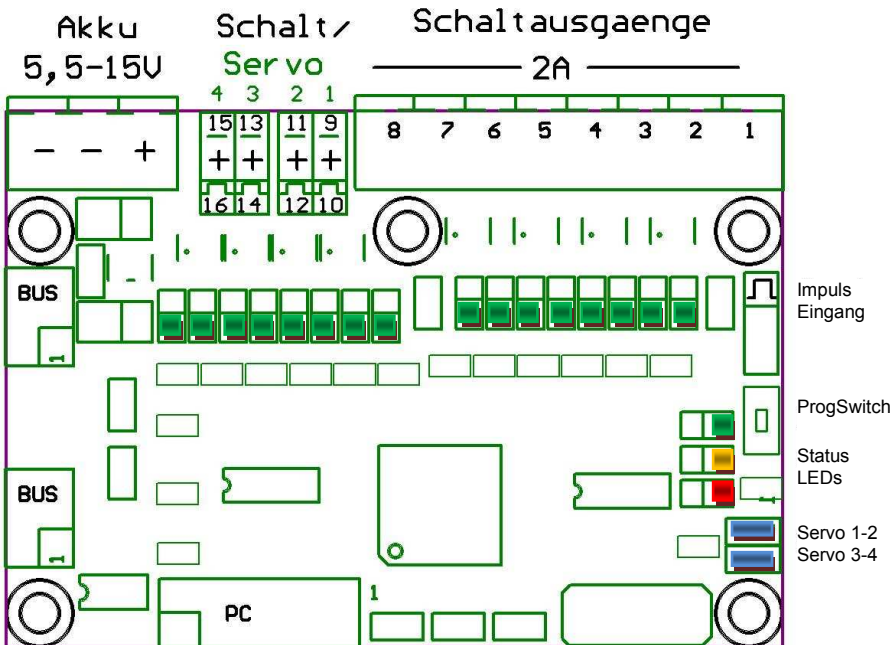 Akku Schalt/ Schaltausgaenge
5,5-15V Servo 2A
4 3 2 1
15 13 11 9 8 7 6 5 4 3 2 1
- - + + + + +
16 14 12 10
BUS
1
Impuls
Eingang
ProgSwitch
Status
LEDs
BUS
1
1
Servo 1-2
Servo 3-4
PC
1